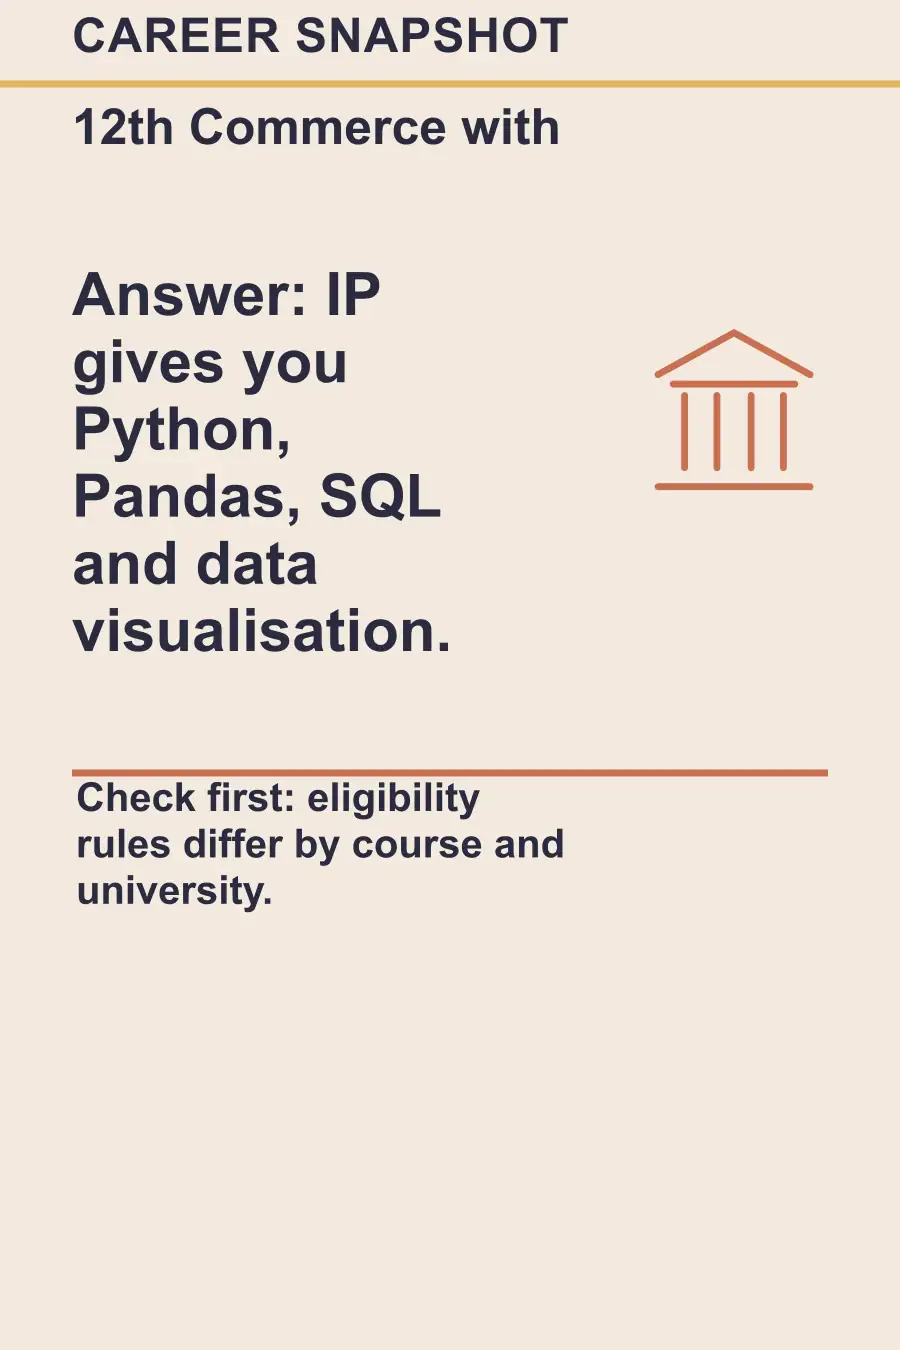 CAREER SNAPSHOT
12th Commerce with
Answer: IP
gives you
Python,
Pandas, SQL
and data
visualisation.
Check first: eligibility
rules differ by course and
university.